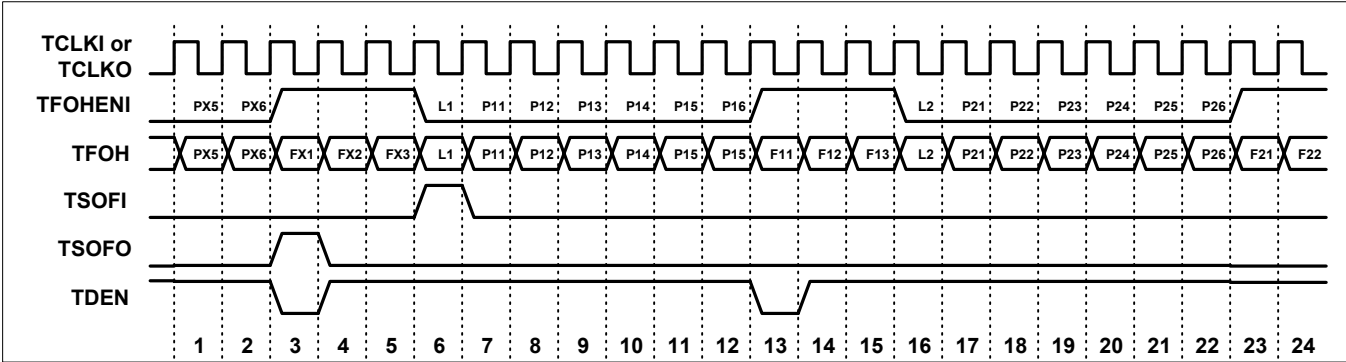 TCLKI or
TCLKO
TFOHENI PX5 PX6 L1 P11 P12 P13 P14 P15 P16 L2 P21 P22 P23 P24 P25 P26
TFOH PX5 PX6 FX1 FX2 FX3 L1 P11 P12 P13 P14 P15 P15 F11 F12 F13 L2 P21 P22 P23 P24 P25 P26 F21 F22
TSOFI
TSOFO
TDEN
1 2 3 4 5 6 7 8 9 10 11 12 13 14 15 16 17 18 19 20 21 22 23 24